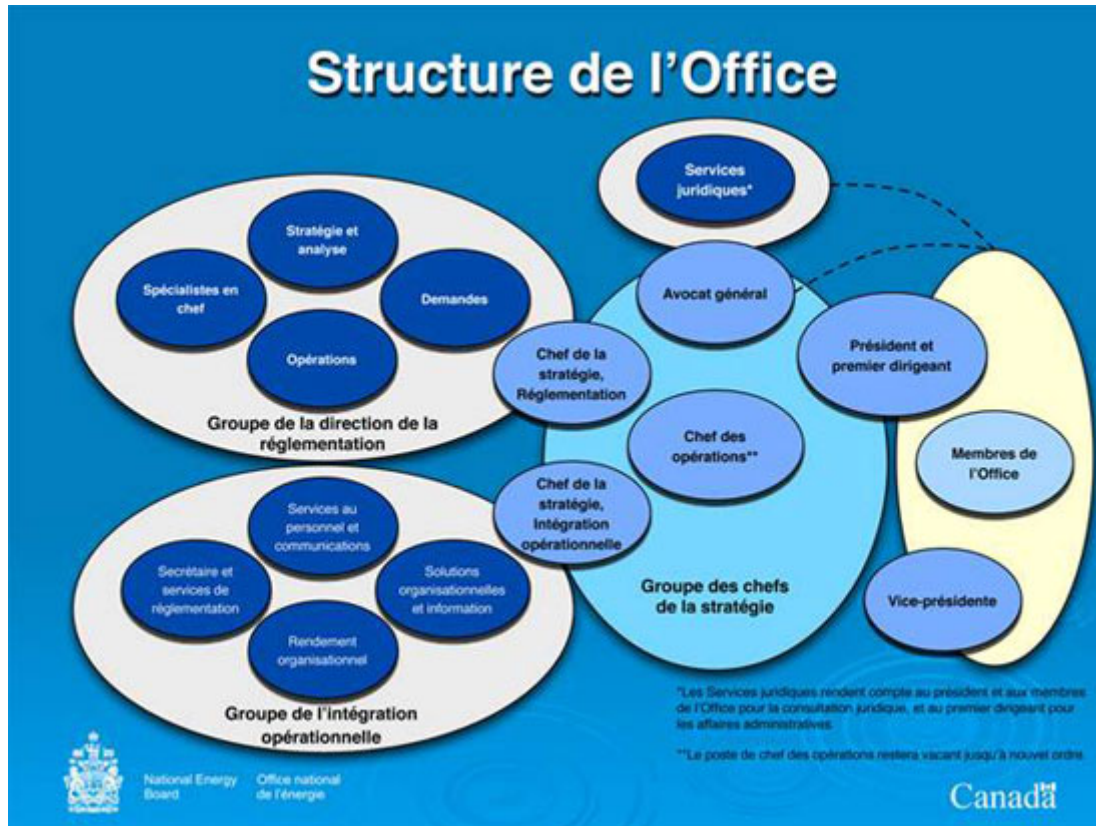 Structure de l'Office
Services
juridiques*
Stratégie et
analyse
Spécialistes en
chef
Demandes
Opérations
Groupe de la direction de la
réglementation
Avocat général
Chef de la
stratégie,
Réglementation
Président et
premier dirigeant
Chef des
opérations**
Membres de
l'Office
Chef de la
stratégie,
Intégration
opérationnelle
Services au
personnel et
communications
Secrétaire et
services de
réglementation
Solutions
organisationnelles
et information
Rendement
organisationnel
Groupe de l'intégration
opérationnelle
Groupe des chefs
de la stratégie
Vice-présidente
*Les Services juridiques rendent compte au président et aux membres
de l'Office pour la consultation juridique, et au premier dirigeant pour
les affaires administratives.
**Le poste de chef des opérations restera vacant jusqu'à nouvel ordre.
National Energy
Board
Office national
de l'énergie
Canada